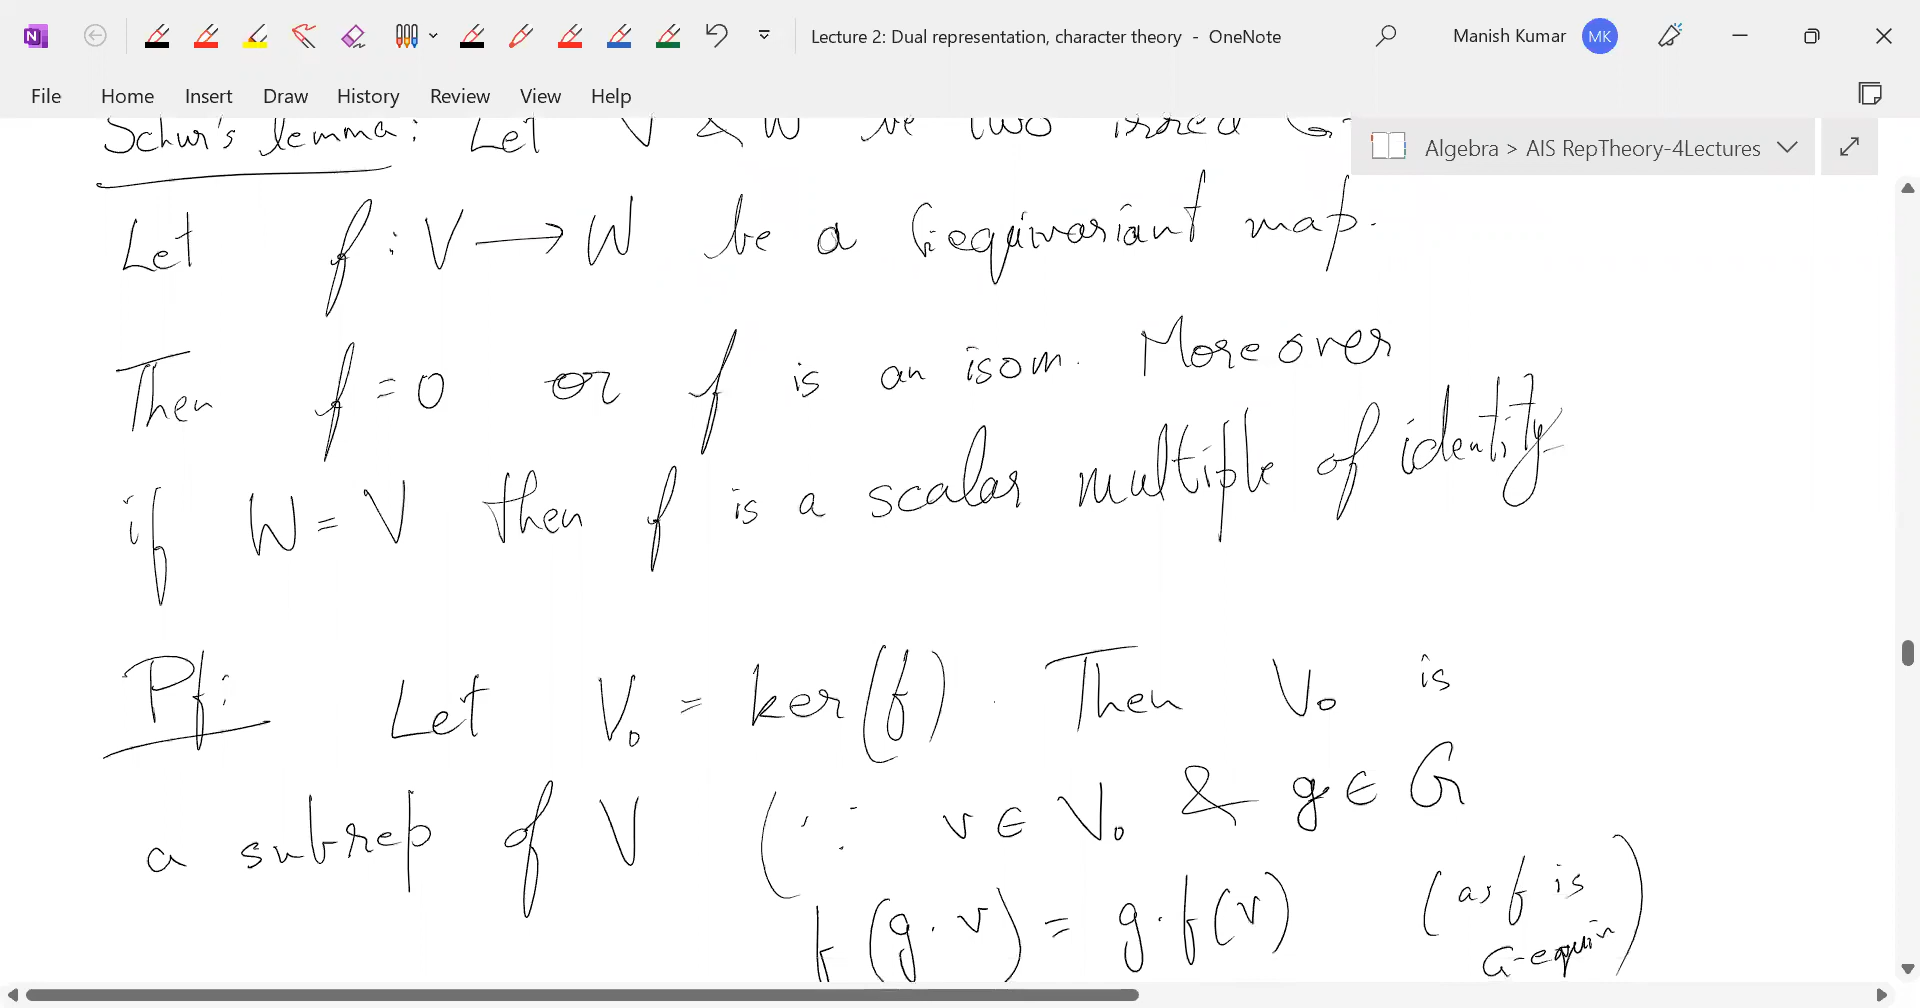 Lecture 2: Dual representation, character theory - OneNote
Manish Kumar MK
File Home Insert Draw History Review View Help
Algebra > AIS RepTheory-4Lectures
Schur's lemma: Let V & W be two irred G-
Let f : V → W be a G-equivariant map.
Then f = 0 or f is an isom. Moreover
if W = V then f is a scalar multiple of identity
Pf: Let V₀ = ker(f). Then V₀ is
a subrep of V (∵ v ∈ V₀ & g ∈ G
f(g·v) = g·f(v) (as f is
G-equiv)